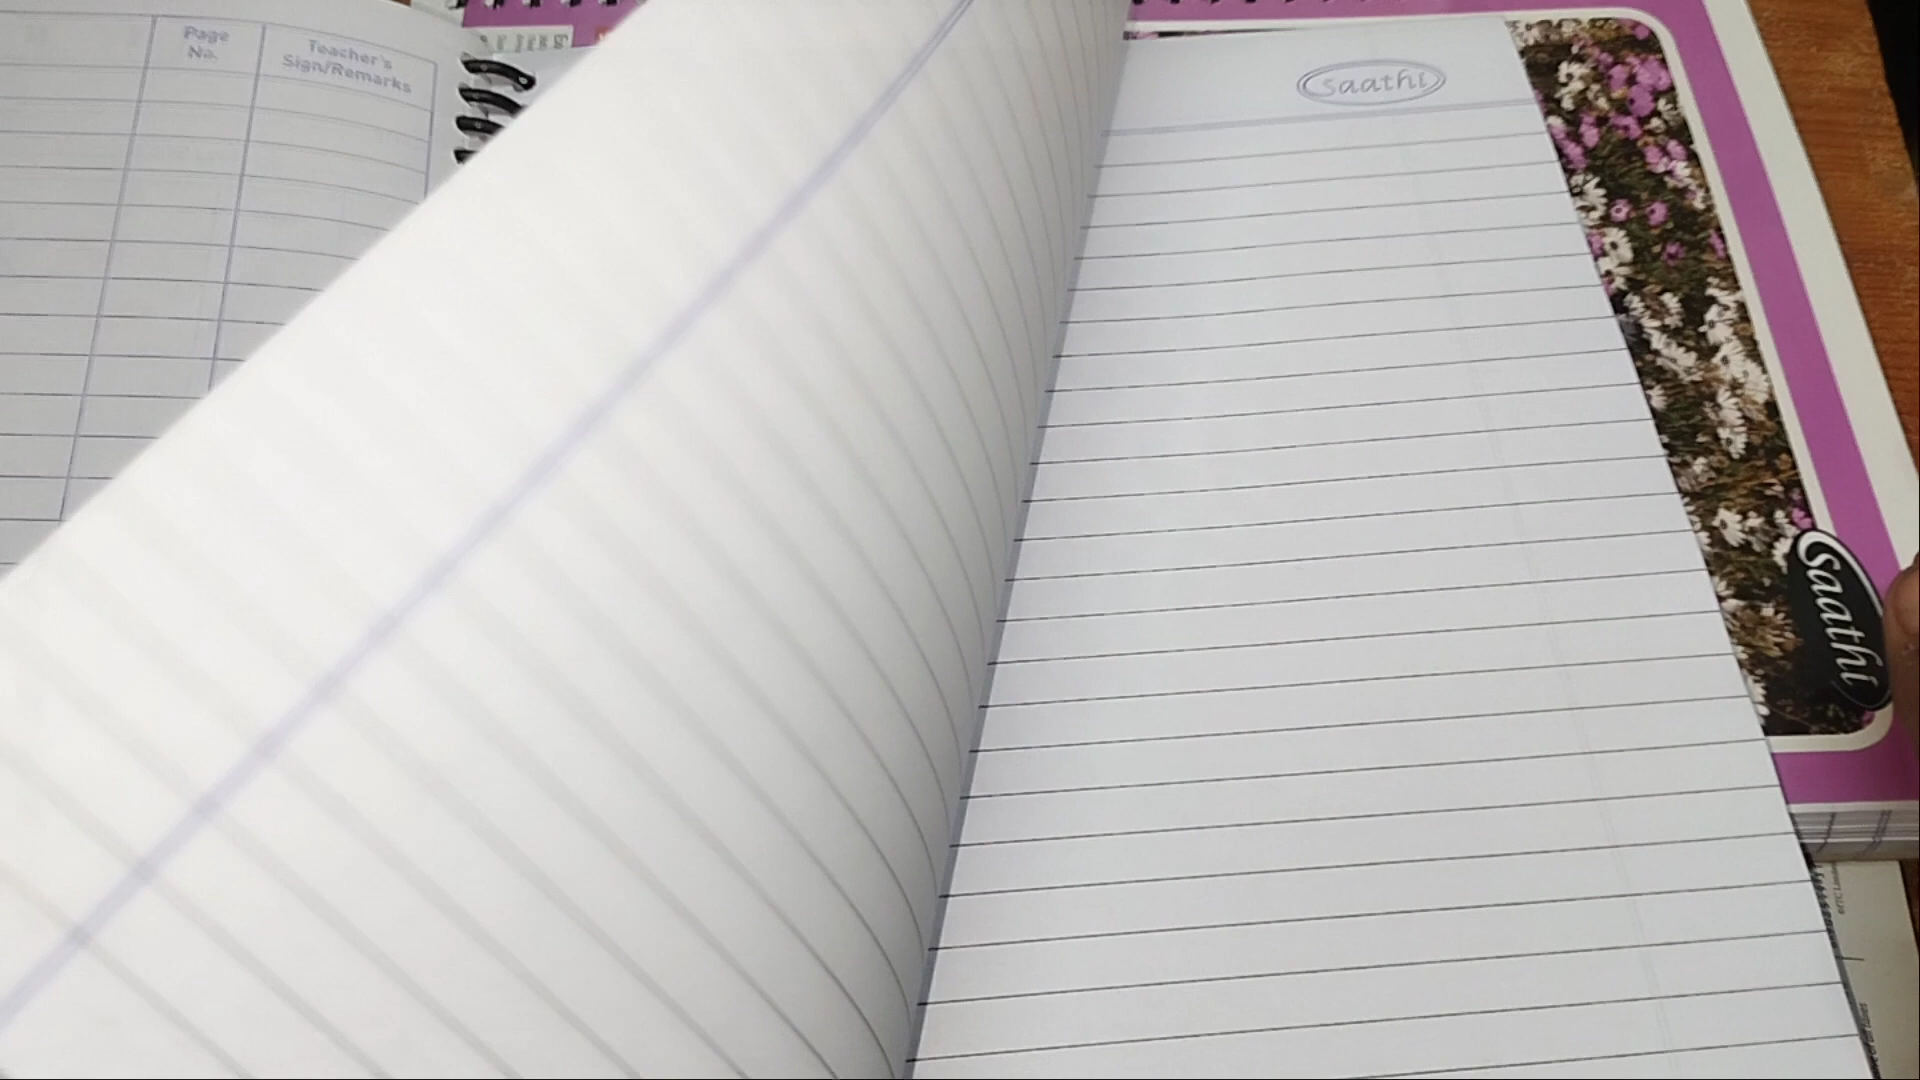 Page
No.
Teacher's
Sign/Remarks
saathi
saathi